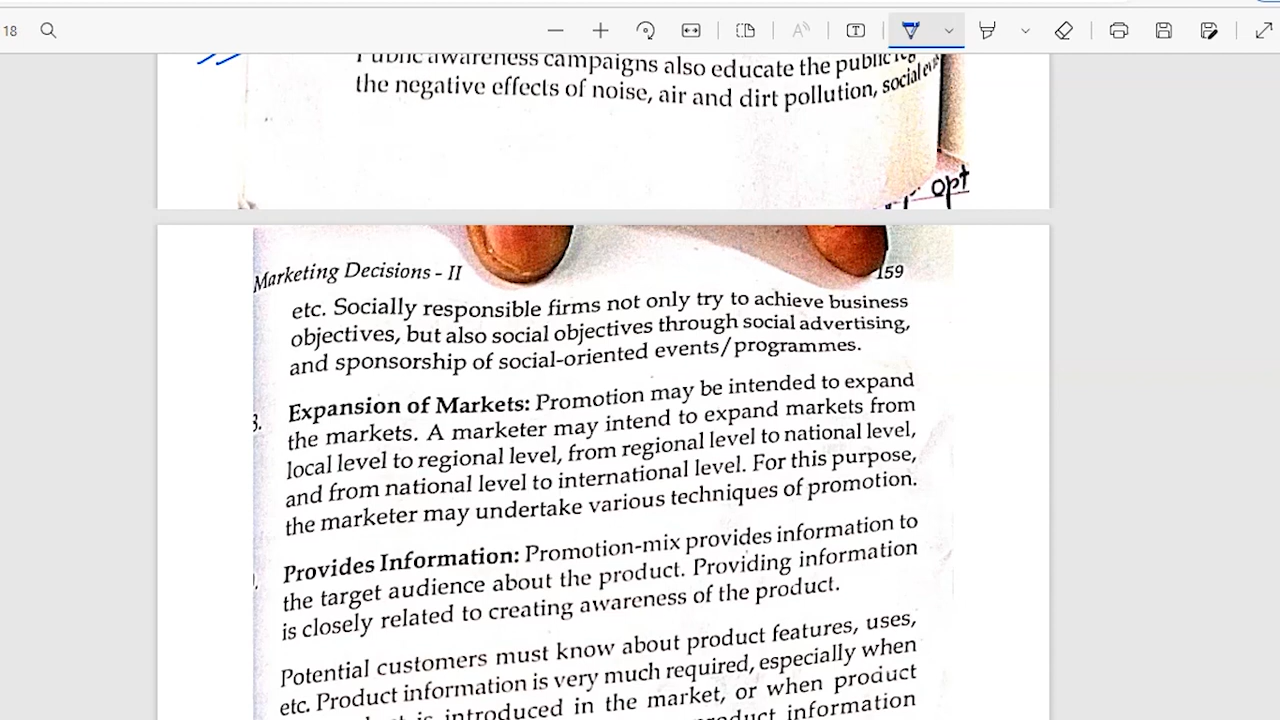 18
Public awareness campaigns also educate the public
the negative effects of noise, air and dirt pollution, social
opt
Marketing Decisions - II
159
etc. Socially responsible firms not only try to achieve business
objectives, but also social objectives through social advertising,
and sponsorship of social-oriented events/programmes.
3. Expansion of Markets: Promotion may be intended to expand
the markets. A marketer may intend to expand markets from
local level to regional level, from regional level to national level,
and from national level to international level. For this purpose,
the marketer may undertake various techniques of promotion.
Provides Information: Promotion-mix provides information to
the target audience about the product. Providing information
is closely related to creating awareness of the product.
Potential customers must know about product features, uses,
etc. Product information is very much required, especially when
is introduced in the market, or when product
information